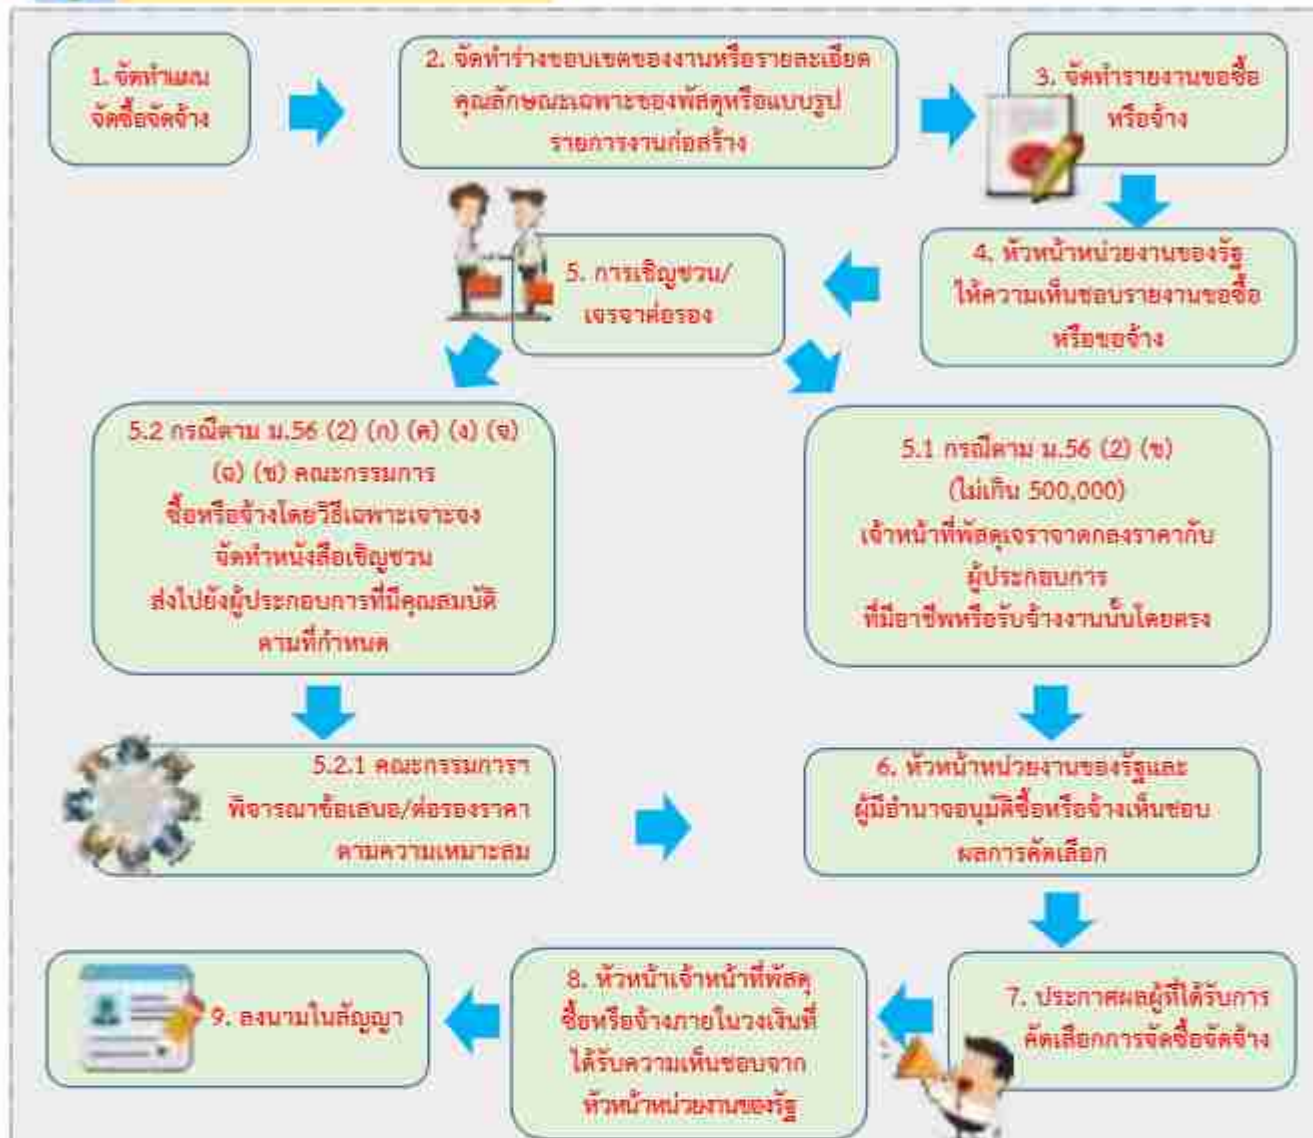 1. จัดทำแผน
จัดซื้อจัดจ้าง
2. จัดทำร่างขอบเขตของงานหรือรายละเอียด
คุณลักษณะเฉพาะของพัสดุหรือแบบรูป
รายการงานก่อสร้าง
3. จัดทำรายงานขอซื้อ
หรือจ้าง
4. หัวหน้าหน่วยงานของรัฐ
ให้ความเห็นชอบรายงานขอซื้อ
หรือขอจ้าง
5. การเชิญชวน/
เจรจาต่อรอง
5.2 กรณีตาม ม.56 (2) (ก) (ค) (ง) (จ)
(ฉ) (ช) คณะกรรมการ
ซื้อหรือจ้างโดยวิธีเฉพาะเจาะจง
จัดทำหนังสือเชิญชวน
ส่งไปยังผู้ประกอบการที่มีคุณสมบัติ
ตามที่กำหนด
5.1 กรณีตาม ม.56 (2) (ข)
(ไม่เกิน 500,000)
เจ้าหน้าที่พัสดุเจราจาตกลงราคากับ
ผู้ประกอบการ
ที่มีอาชีพหรือรับจ้างงานนั้นโดยตรง
5.2.1 คณะกรรมการฯ
พิจารณาข้อเสนอ/ต่อรองราคา
ตามความเหมาะสม
6. หัวหน้าหน่วยงานของรัฐและ
ผู้มีอำนาจอนุมัติซื้อหรือจ้างเห็นชอบ
ผลการคัดเลือก
7. ประกาศผลผู้ที่ได้รับการ
คัดเลือกการจัดซื้อจัดจ้าง
8. หัวหน้าเจ้าหน้าที่พัสดุ
ซื้อหรือจ้างภายในวงเงินที่
ได้รับความเห็นชอบจาก
หัวหน้าหน่วยงานของรัฐ
9. ลงนามในสัญญา